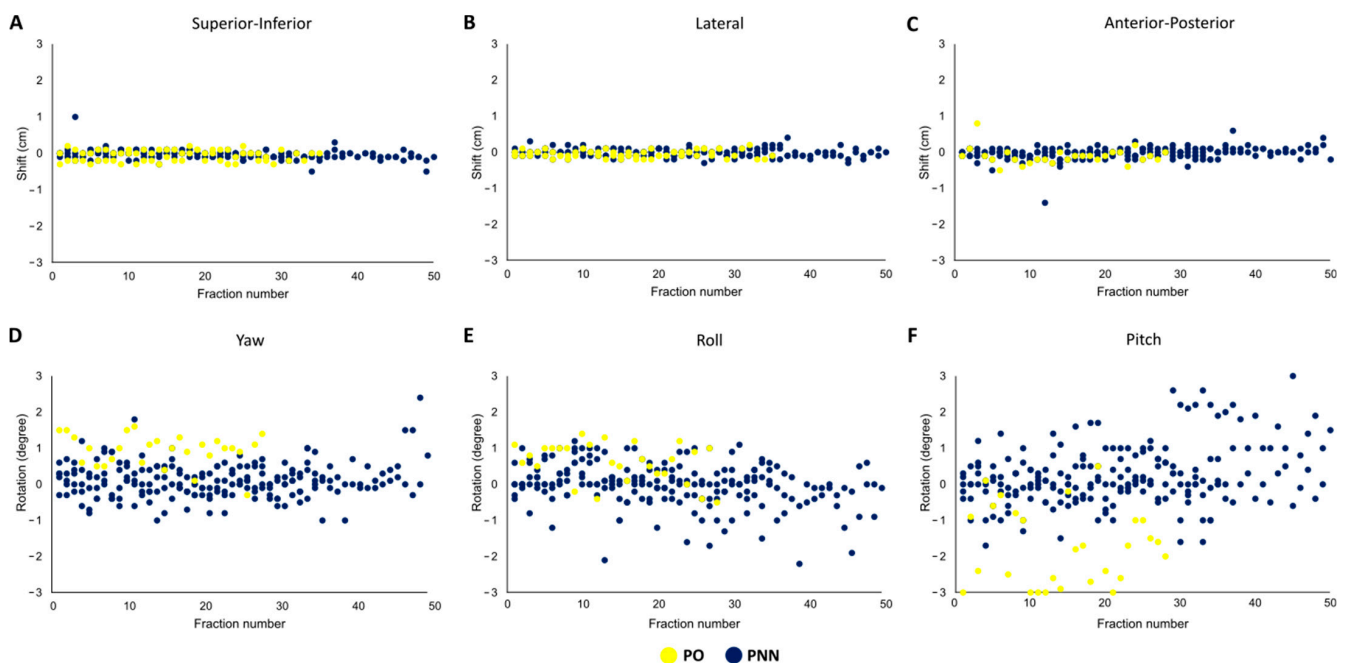 A
Superior-Inferior
3
2
1
0
−1
−2
−3
Shift (cm)
0 10 20 30 40 50
Fraction number
B
Lateral
3
2
1
0
−1
−2
−3
Shift (cm)
0 10 20 30 40 50
Fraction number
C
Anterior-Posterior
3
2
1
0
−1
−2
−3
Shift (cm)
0 10 20 30 40 50
Fraction number
D
Yaw
3
2
1
0
−1
−2
−3
Rotation (degree)
0 10 20 30 40 50
Fraction number
E
Roll
3
2
1
0
−1
−2
−3
Rotation (degree)
0 10 20 30 40 50
Fraction number
F
Pitch
3
2
1
0
−1
−2
−3
Rotation (degree)
0 10 20 30 40 50
Fraction number
PO PNN